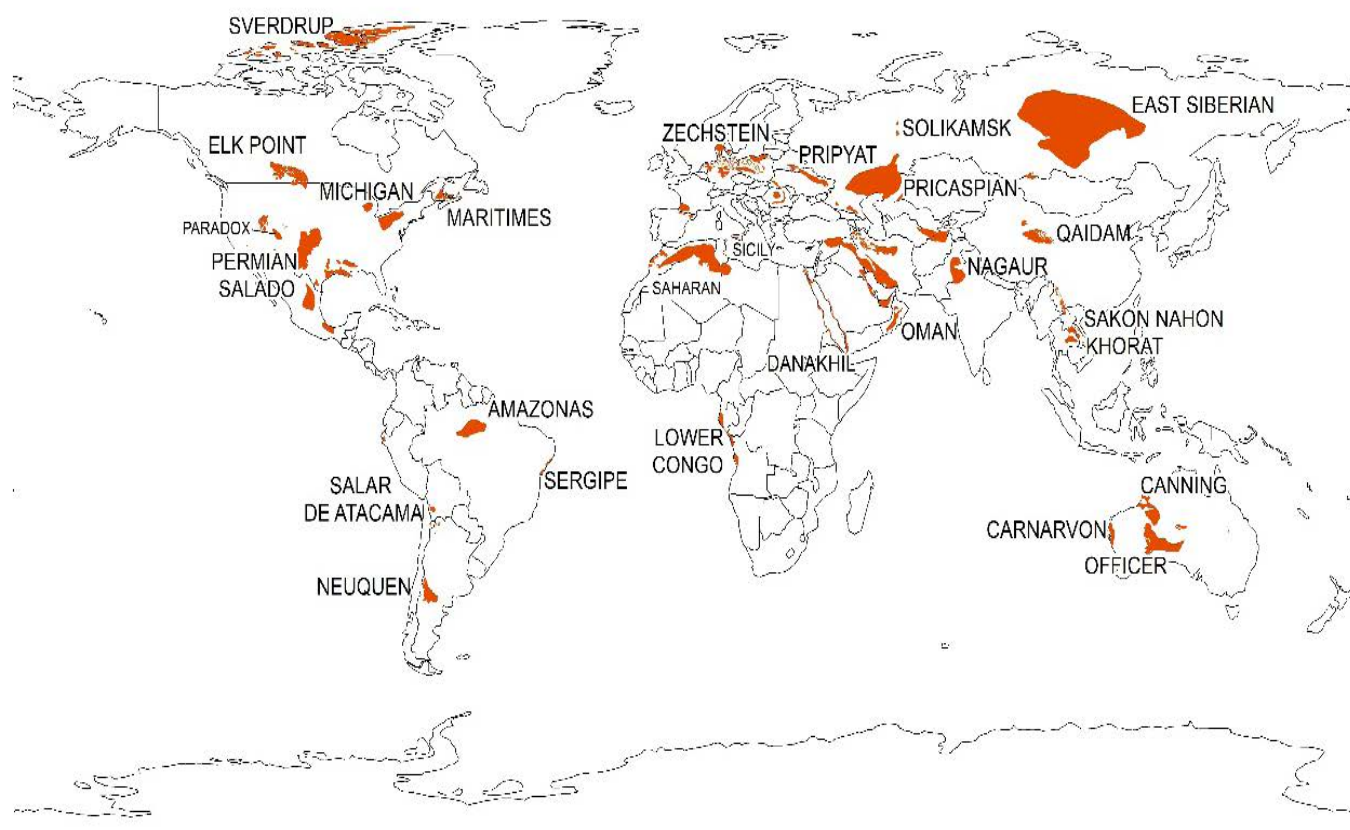 SVERDRUP
EAST SIBERIAN
ZECHSTEIN
SOLIKAMSK
ELK POINT
PRIPYAT
MICHIGAN
PRICASPIAN
MARITIMES
PARADOX
QAIDAM
SICILY
PERMIAN
NAGAUR
SALADO
SAHARAN
SAKON NAHON
OMAN
KHORAT
DANAKHIL
AMAZONAS
LOWER
CONGO
SERGIPE
SALAR
DE ATACAMA
CANNING
CARNARVON
OFFICER
NEUQUEN